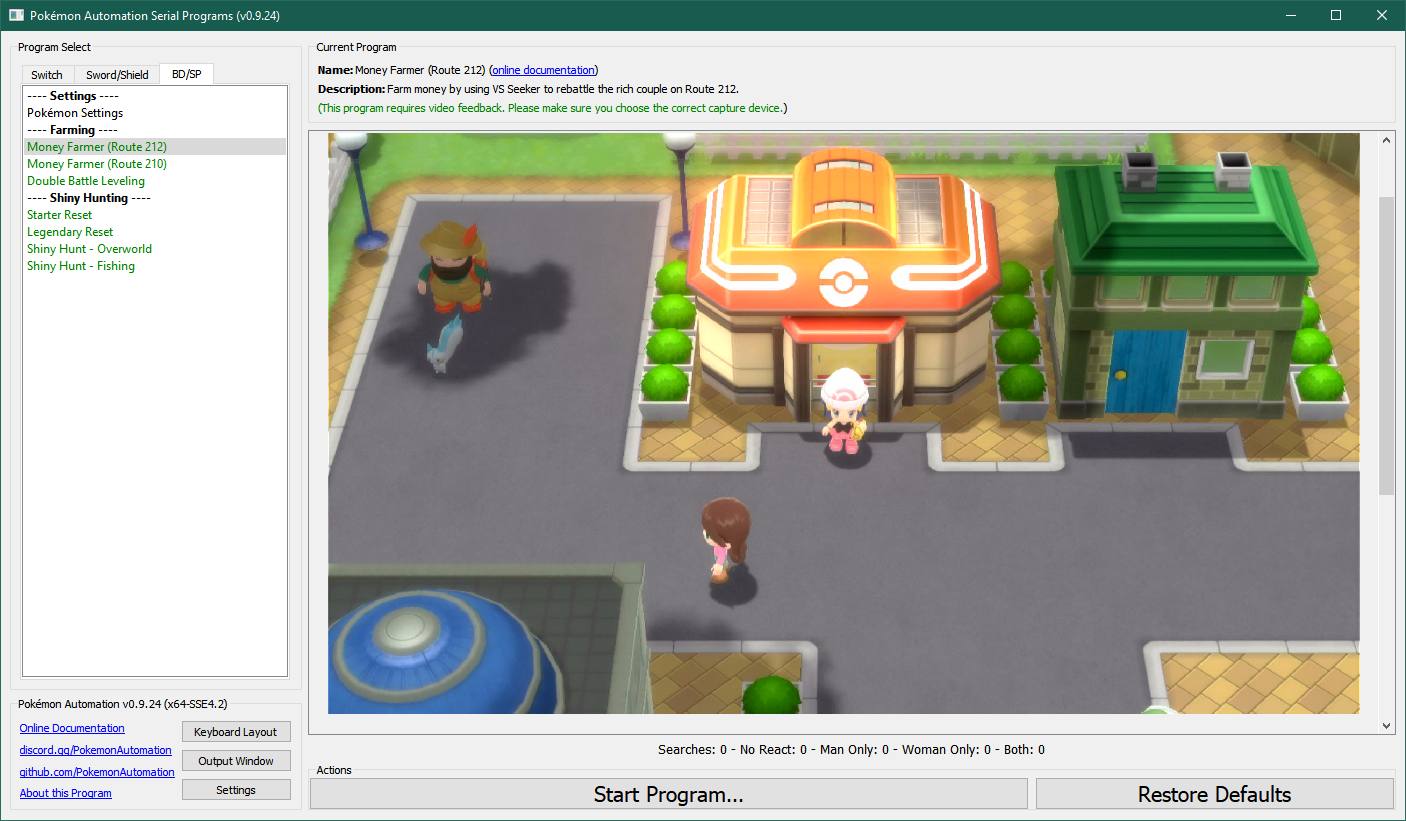 Pokémon Automation Serial Programs (v0.9.24)
Program Select
Switch
Sword/Shield
BD/SP
---- Settings ----
Pokémon Settings
---- Farming ----
Money Farmer (Route 212)
Money Farmer (Route 210)
Double Battle Leveling
---- Shiny Hunting ----
Starter Reset
Legendary Reset
Shiny Hunt - Overworld
Shiny Hunt - Fishing
Pokémon Automation v0.9.24 (x64-SSE4.2)
Online Documentation
Keyboard Layout
discord.gg/PokemonAutomation
Output Window
github.com/PokemonAutomation
Settings
About this Program
Current Program
Name: Money Farmer (Route 212) (online documentation)
Description: Farm money by using VS Seeker to rebattle the rich couple on Route 212.
(This program requires video feedback. Please make sure you choose the correct capture device.)
Searches: 0 - No React: 0 - Man Only: 0 - Woman Only: 0 - Both: 0
Actions
Start Program...
Restore Defaults